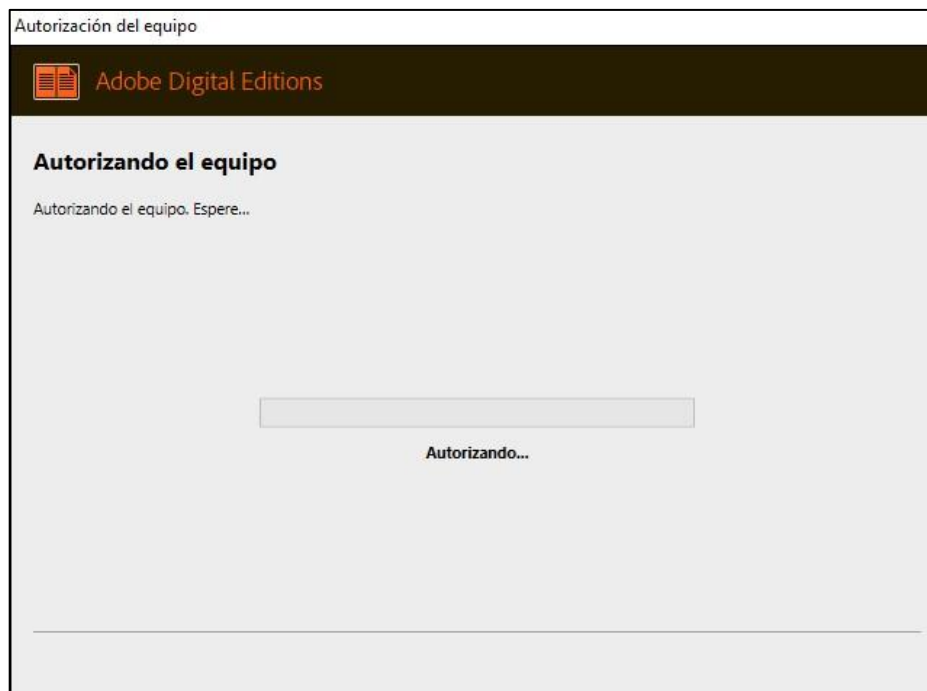 Autorización del equipo
Adobe Digital Editions
Autorizando el equipo
Autorizando el equipo. Espere...
Autorizando...